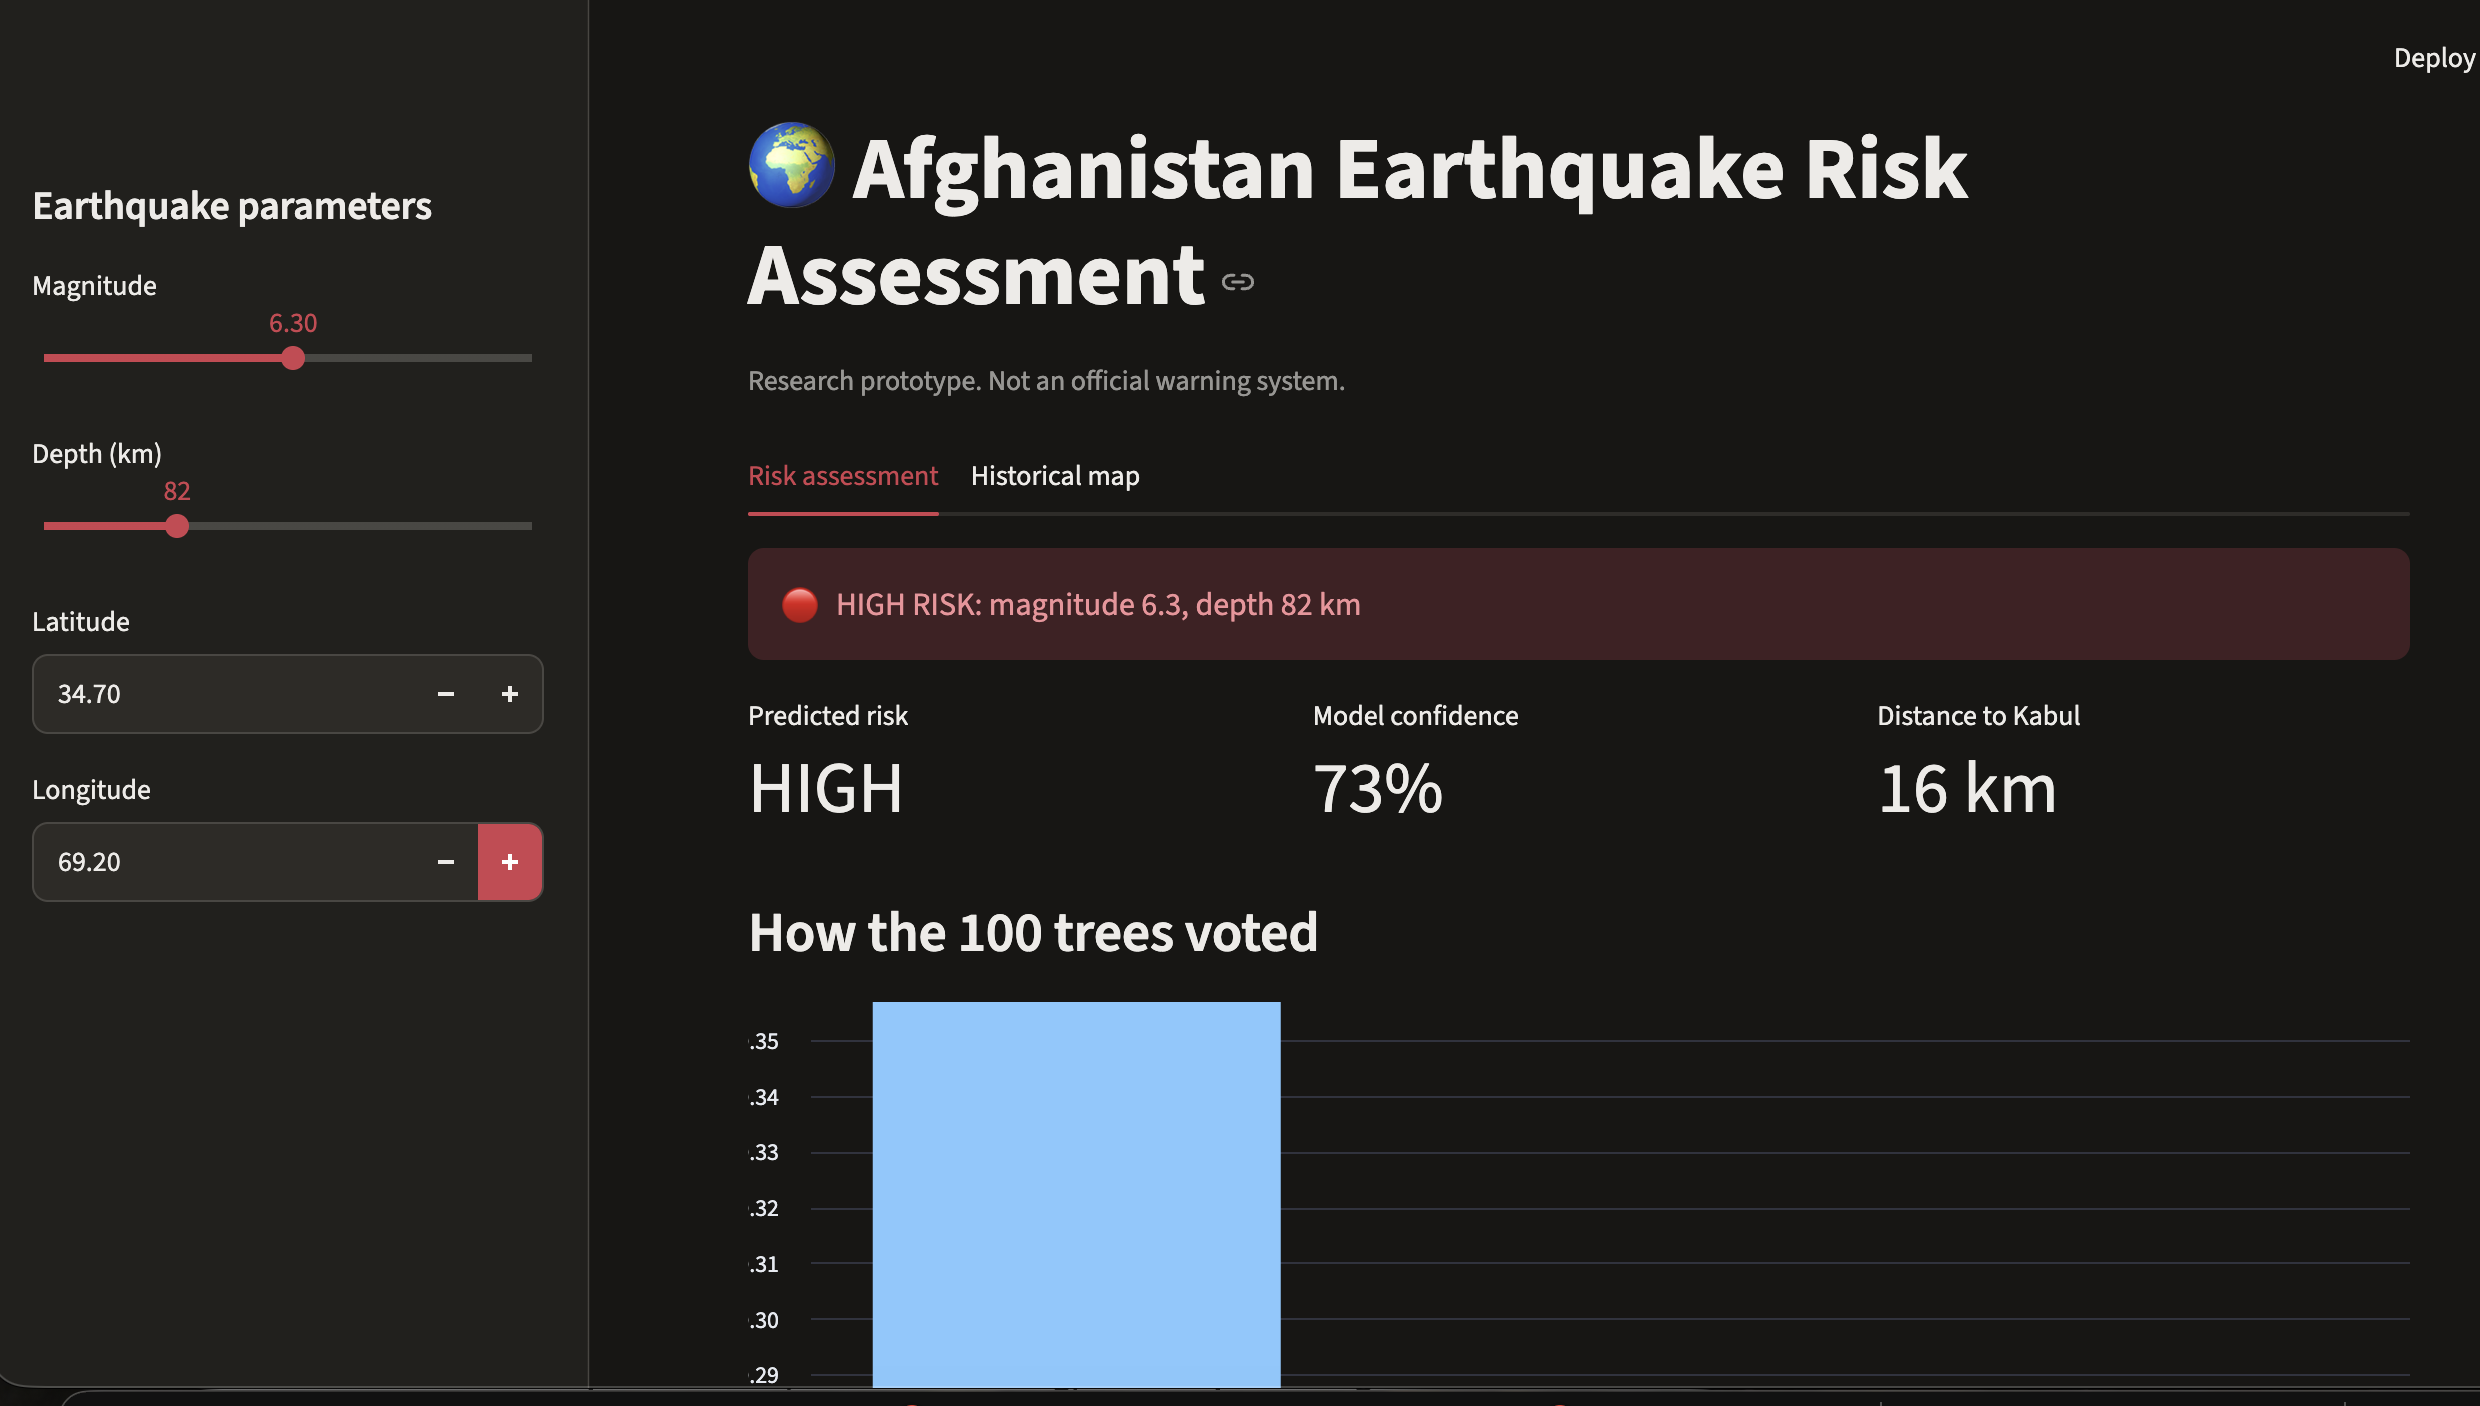 Deploy
Earthquake parameters
Magnitude
6.30
Depth (km)
82
Latitude
34.70
Longitude
69.20
Afghanistan Earthquake Risk
Assessment
Research prototype. Not an official warning system.
Risk assessment Historical map
HIGH RISK: magnitude 6.3, depth 82 km
Predicted risk Model confidence Distance to Kabul
HIGH 73% 16 km
How the 100 trees voted
.35
.34
.33
.32
.31
.30
.29